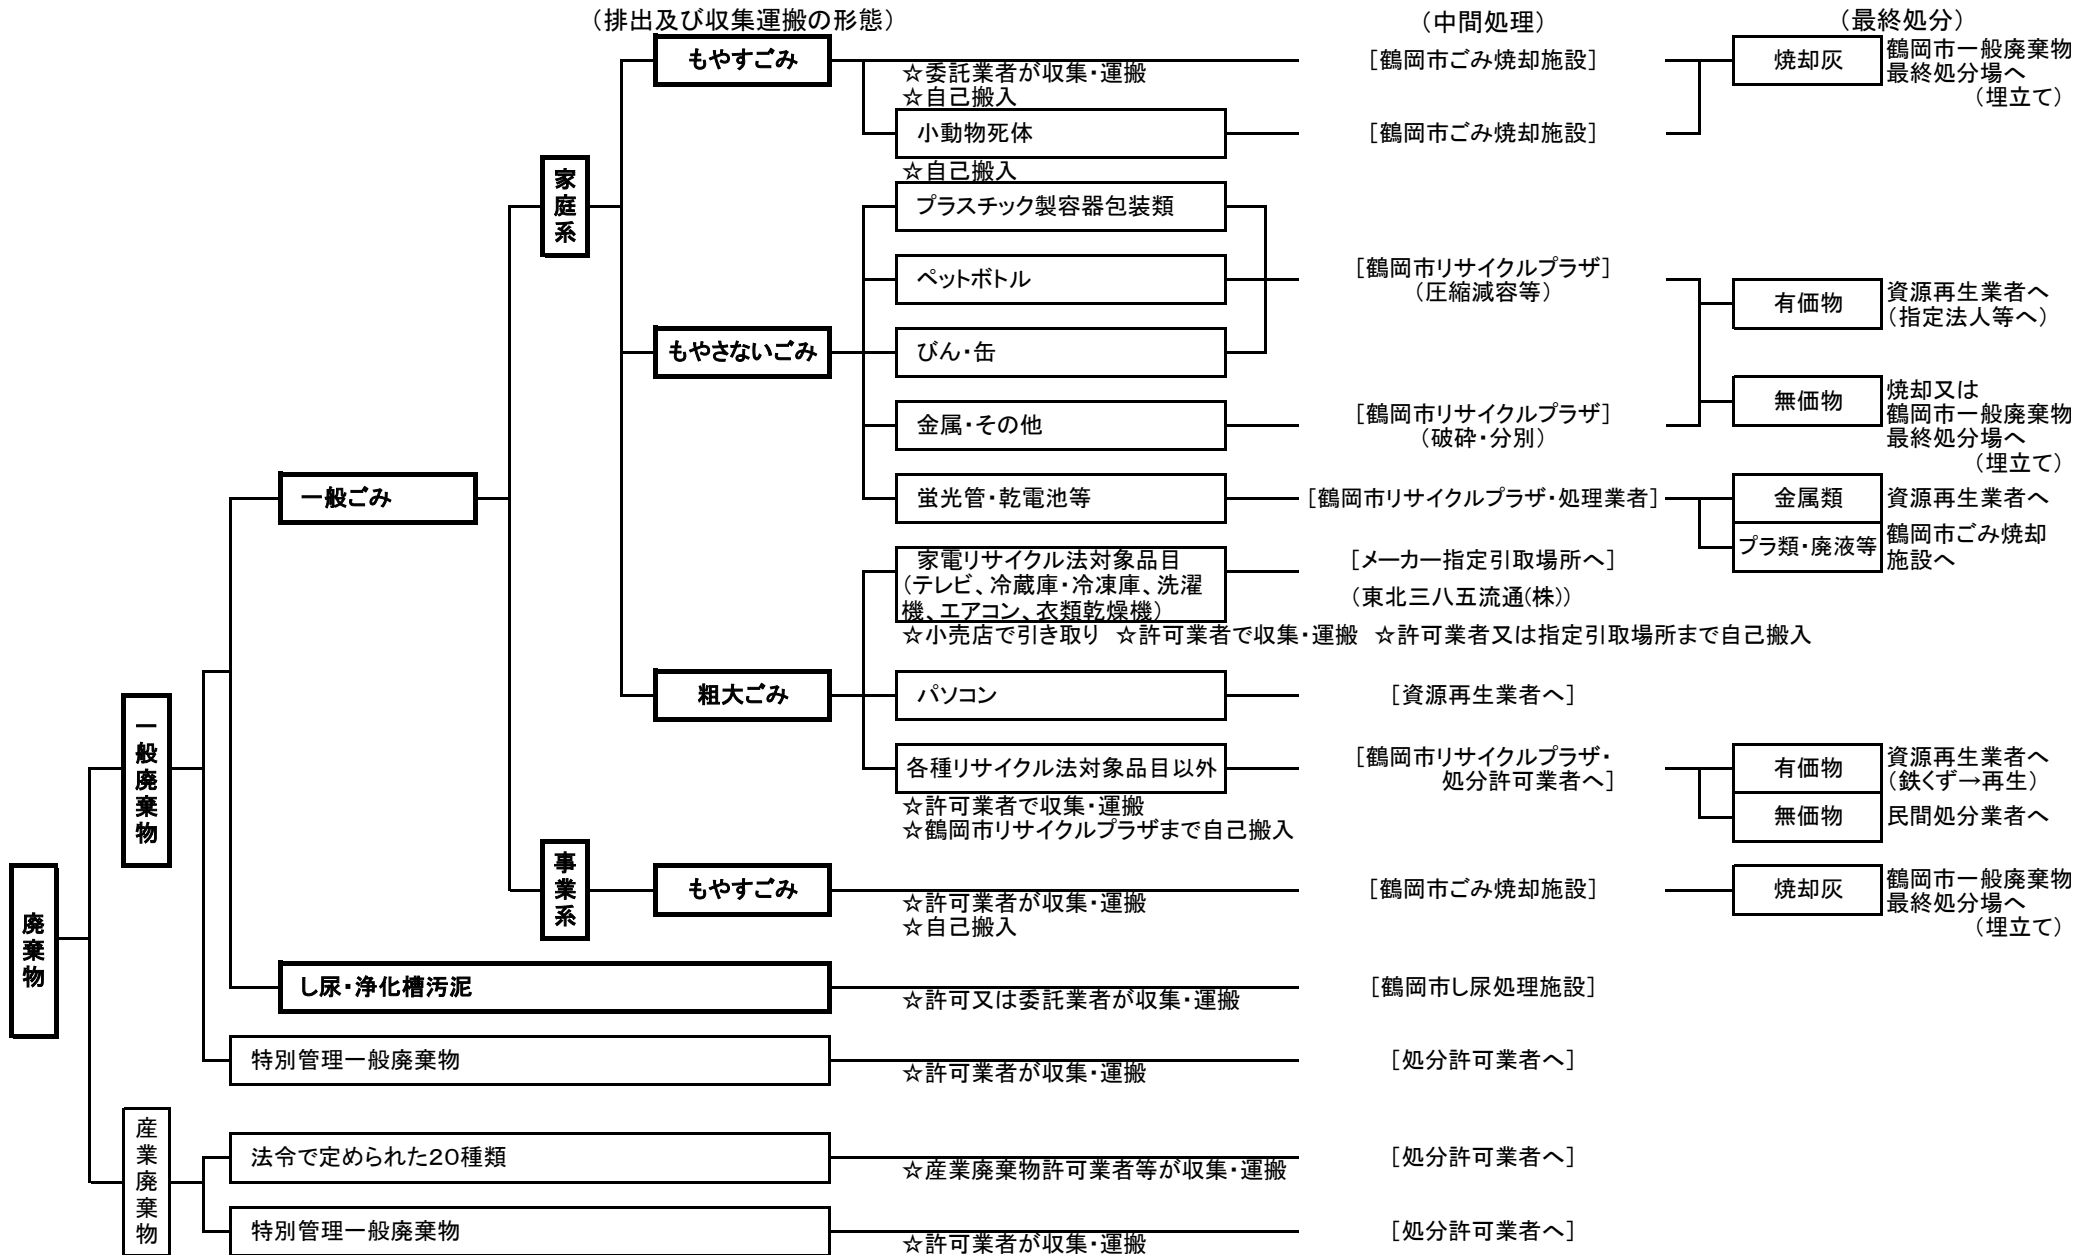 （排出及び収集運搬の形態）
（中間処理）
（最終処分）
もやすごみ
☆委託業者が収集・運搬
☆自己搬入
［鶴岡市ごみ焼却施設］
焼却灰
鶴岡市一般廃棄物
最終処分場へ
（埋立て）
小動物死体
☆自己搬入
［鶴岡市ごみ焼却施設］
家庭系
プラスチック製容器包装類
ペットボトル
［鶴岡市リサイクルプラザ］
（圧縮減容等）
有価物
資源再生業者へ
（指定法人等へ）
もやさないごみ
びん・缶
無価物
焼却又は
鶴岡市一般廃棄物
最終処分場へ
（埋立て）
金属・その他
［鶴岡市リサイクルプラザ］
（破砕・分別）
一般ごみ
蛍光管・乾電池等
［鶴岡市リサイクルプラザ・処理業者］
金属類
資源再生業者へ
プラ類・廃液等
鶴岡市ごみ焼却
施設へ
家電リサイクル法対象品目
（テレビ、冷蔵庫・冷凍庫、洗濯
機、エアコン、衣類乾燥機）
［メーカー指定引取場所へ］
（東北三八五流通(株)）
☆小売店で引き取り　☆許可業者で収集・運搬　☆許可業者又は指定引取場所まで自己搬入
粗大ごみ
パソコン
［資源再生業者へ］
一般廃棄物
各種リサイクル法対象品目以外
☆許可業者で収集・運搬
☆鶴岡市リサイクルプラザまで自己搬入
［鶴岡市リサイクルプラザ・
処分許可業者へ］
有価物
資源再生業者へ
（鉄くず→再生）
無価物
民間処分業者へ
事業系
もやすごみ
☆許可業者が収集・運搬
☆自己搬入
［鶴岡市ごみ焼却施設］
焼却灰
鶴岡市一般廃棄物
最終処分場へ
（埋立て）
廃棄物
し尿・浄化槽汚泥
☆許可又は委託業者が収集・運搬
［鶴岡市し尿処理施設］
特別管理一般廃棄物
☆許可業者が収集・運搬
［処分許可業者へ］
産業廃棄物
法令で定められた２０種類
☆産業廃棄物許可業者等が収集・運搬
［処分許可業者へ］
特別管理一般廃棄物
☆許可業者が収集・運搬
［処分許可業者へ］